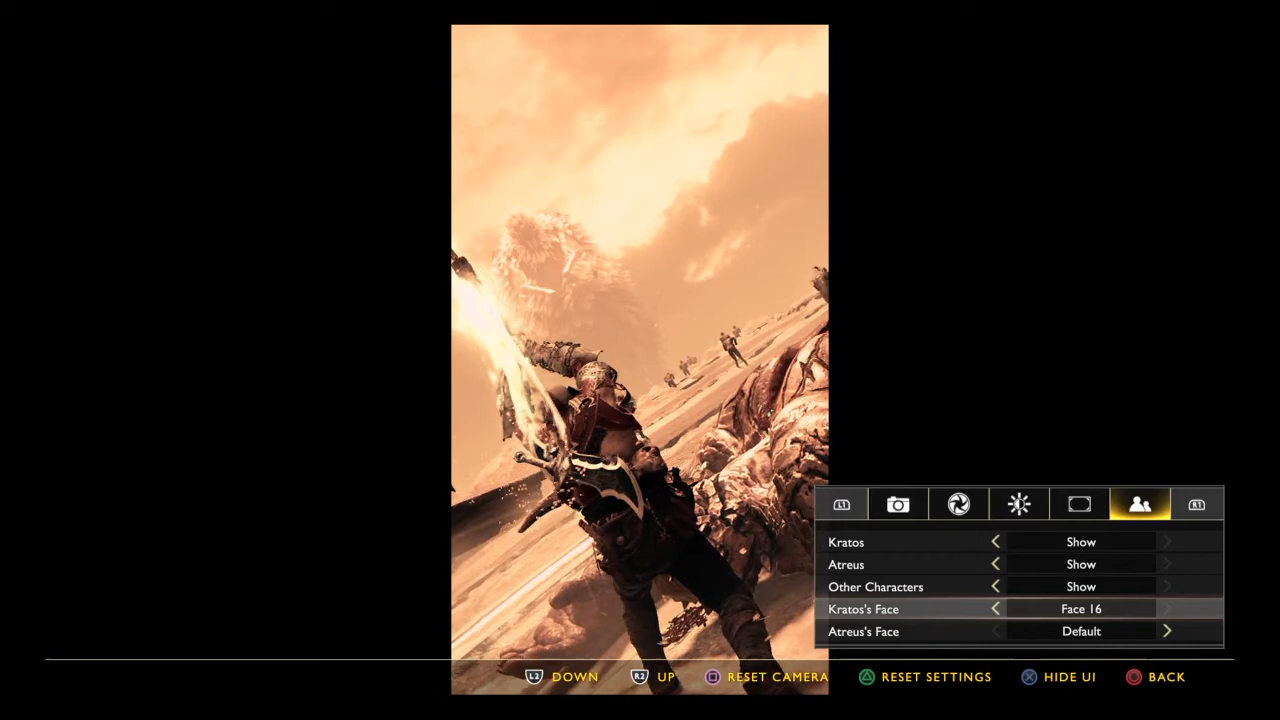 L1 R1
Kratos Show
Atreus Show
Other Characters Show
Kratos's Face Face 16
Atreus's Face Default
L2 DOWN R2 UP RESET CAMERA RESET SETTINGS HIDE UI BACK